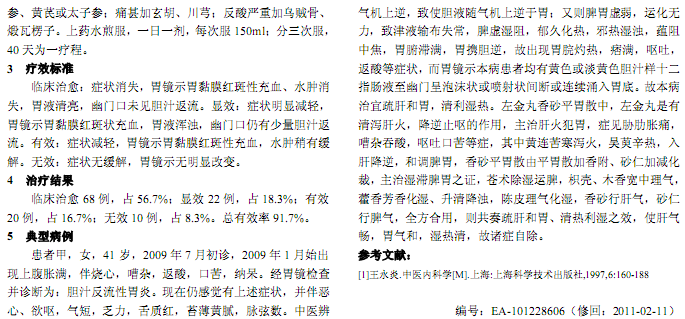 参、黄芪或太子参；痛甚加玄胡、川芎；反酸严重加乌贼骨、
煅瓦楞子。上药水煎服，一日一剂，每次服 150ml；分三次服，
40 天为一疗程。
3 疗效标准
临床治愈：症状消失，胃镜示胃黏膜红斑性充血、水肿消
失，胃液清亮，幽门口未见胆汁返流。显效：症状明显减轻，
胃镜示胃黏膜红斑状充血，胃液浑浊，幽门口仍有少量胆汁返
流。有效：症状减轻，胃镜示胃黏膜充血，水肿稍有缓
解。无效：症状无缓解，胃镜示无明显改变。
4 治疗结果
临床治愈 68 例，占 56.7%；显效 22 例，占 18.3%；有效
20 例，占 16.7%；无效 10 例，占 8.3%。总有效率 91.7%。
5 典型病例
患者甲，女，41 岁，2009 年 7 月初诊，2009 年 1 月始出
现上腹胀满，伴烧心，嘈杂，返酸，口苦，纳呆。经胃镜检查
并诊断为：胆汁反流性胃炎。现在仍感觉有上述症状，并伴恶
心、欲呕，气短，乏力，舌质红，苔薄黄腻，脉弦数。中医辨
气机上逆，致使胆液随气机上逆于胃；又则脾胃虚弱，运化无
力，致津液输布失常，脾虚湿阻，郁久化热，邪热湿浊，蕴阻
中焦，胃腑滞满，胃携胆逆，故出现胃脘灼热，痞满，呕吐，
返酸等症状，而胃镜示本病患者均有黄色或淡黄色胆汁样十二
指肠液至幽门呈泡沫状或喷射状间断或连续涌入胃底。故本病
治宜疏肝和胃，清利湿热。左金丸香砂平胃散中，左金丸是有
清泻肝火，降逆止呕的作用，主治肝火犯胃，症见胁肋胀痛，
嘈杂吞酸，呕吐口苦等症，其中黄连苦寒泻火，吴茱辛热，入
肝降逆，和调脾胃，香砂平胃散由平胃散加香附、砂仁加减化
裁，主治湿滞脾胃之证，苍术除湿运脾，枳壳、木香宽中理气，
藿香芳香化湿、升清降浊，陈皮理气化湿，香砂行肝气，砂仁
行脾气，全方合用，则共奏疏肝和胃、清热利湿之效，使肝气
畅，胃气和，湿热清，故诸症自除。
参考文献：
[1]王永炎.中医内科学[M].上海:上海科学技术出版社,1997,6:160-188
编号：EA-101228606（修回：2011-02-11）